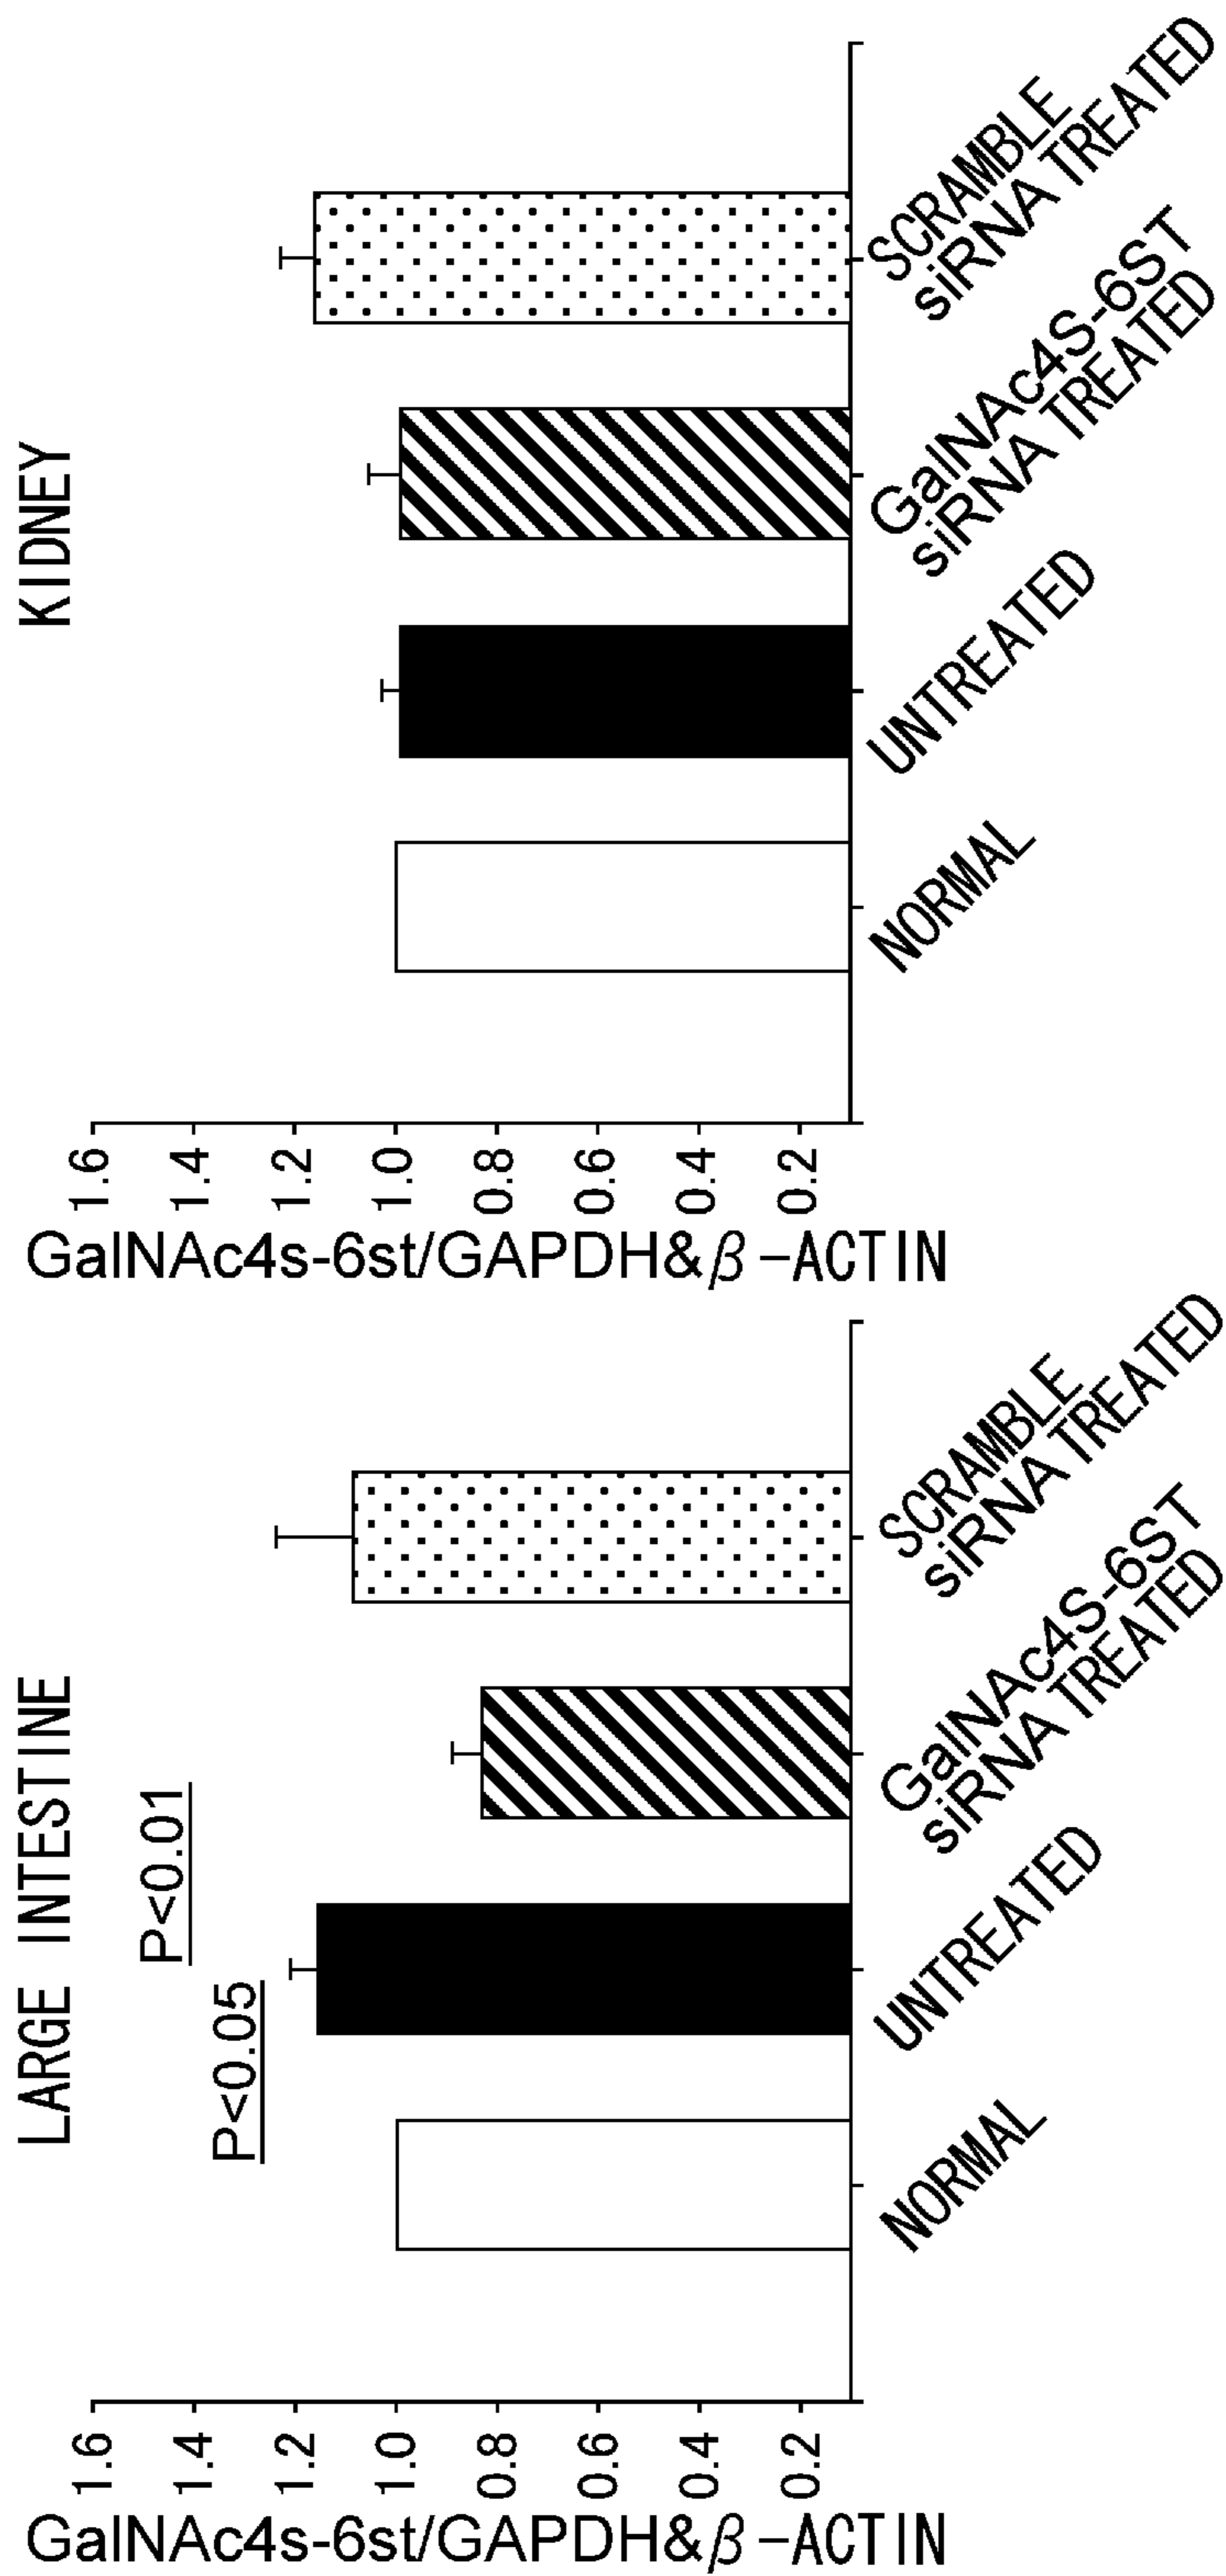 LARGE INTESTINE
P<0.01
P<0.05
1.6
1.4
1.2
1.0
0.8
0.6
0.4
0.2
GalNAc4s-6st/GAPDH&β-ACTIN
NORMAL
UNTREATED
GalNAc4S-6ST
siRNA TREATED
SCRAMBLE
siRNA TREATED
KIDNEY
1.6
1.4
1.2
1.0
0.8
0.6
0.4
0.2
GalNAc4s-6st/GAPDH&β-ACTIN
NORMAL
UNTREATED
GalNAc4S-6ST
siRNA TREATED
SCRAMBLE
siRNA TREATED